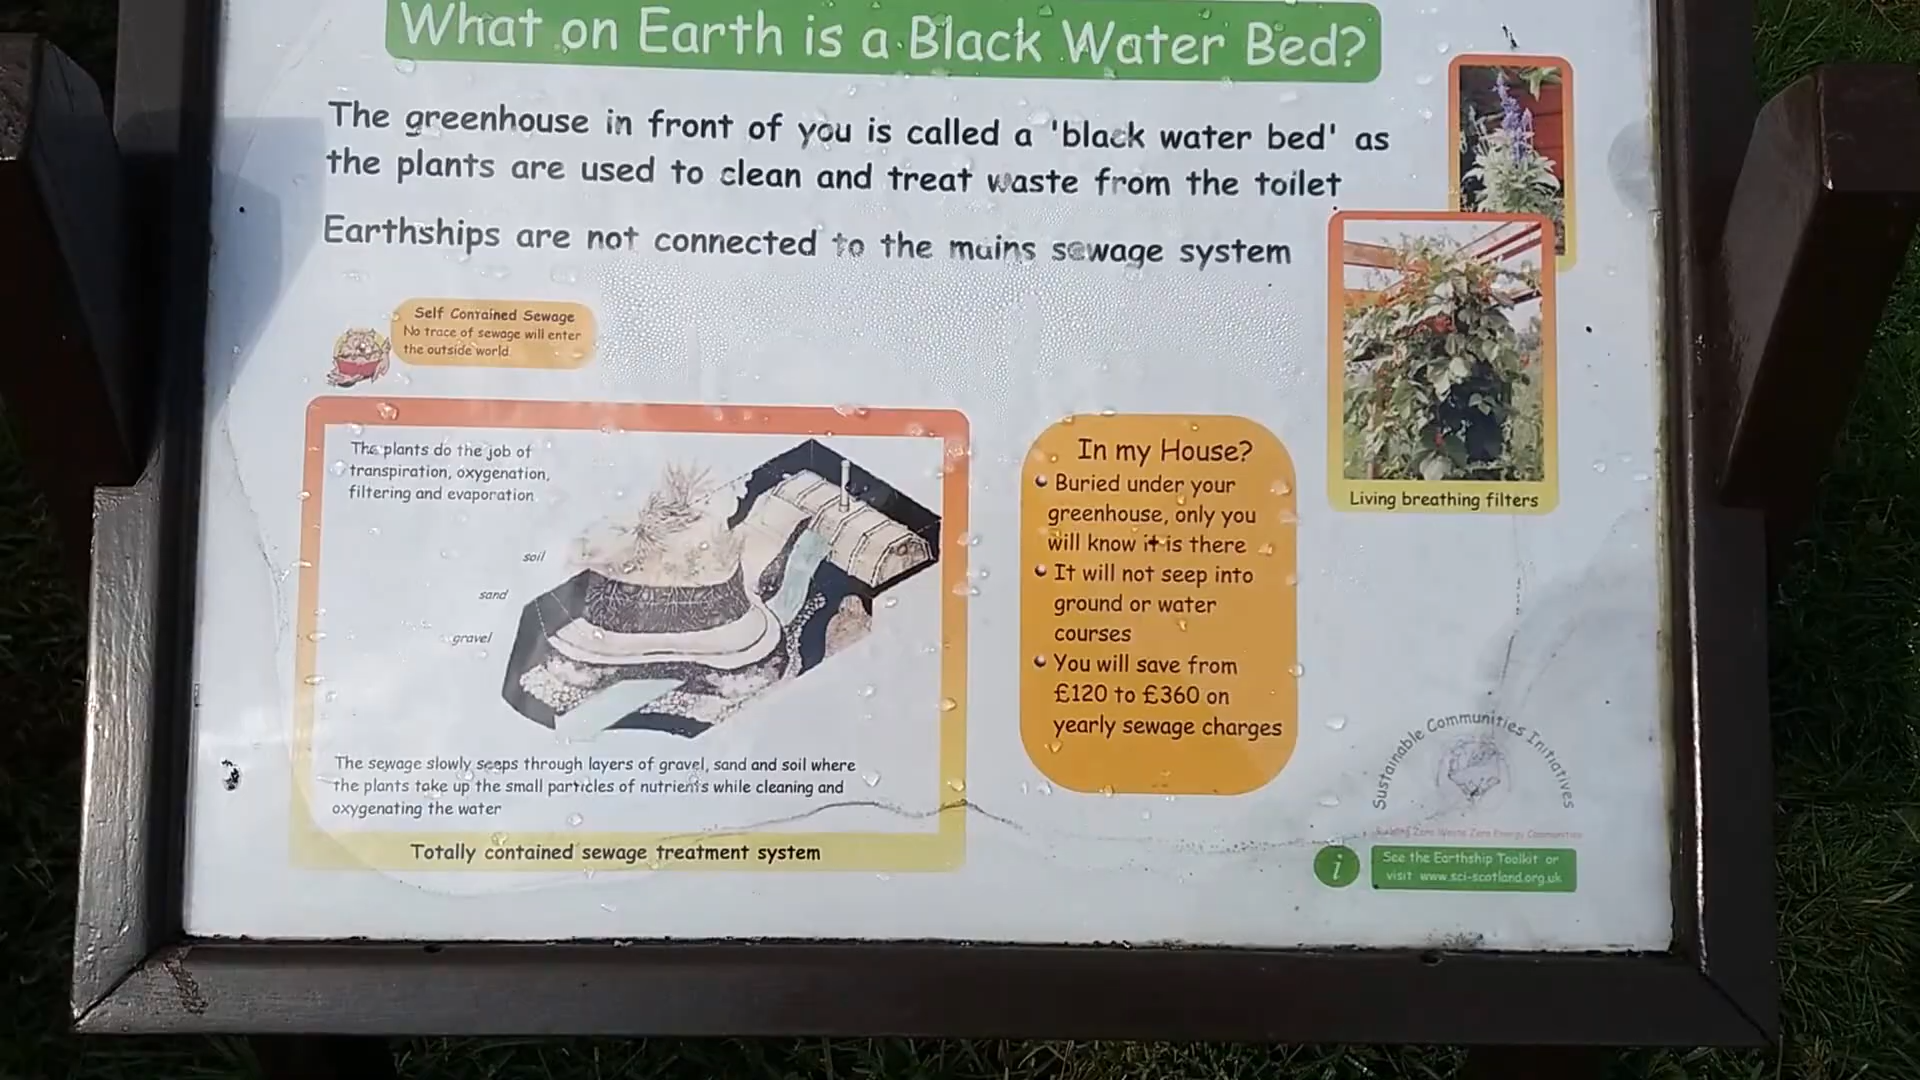 What on Earth is a Black Water Bed?
The greenhouse in front of you is called a 'black water bed' as
the plants are used to clean and treat waste from the toilet
Earthships are not connected to the mains sewage system
Self Contained Sewage
No trace of sewage will enter
the outside world
The plants do the job of
transpiration, oxygenation,
filtering and evaporation
soil
sand
gravel
The sewage slowly seeps through layers of gravel, sand and soil where
the plants take up the small particles of nutrients while cleaning and
oxygenating the water
Totally contained sewage treatment system
In my House?
Buried under your
greenhouse, only you
will know it is there
It will not seep into
ground or water
courses
You will save from
£120 to £360 on
yearly sewage charges
Living breathing filters
Sustainable Communities Initiatives
Building Zero Waste Zero Energy Communities
i
See the Earthship Toolkit or
visit www.sci-scotland.org.uk